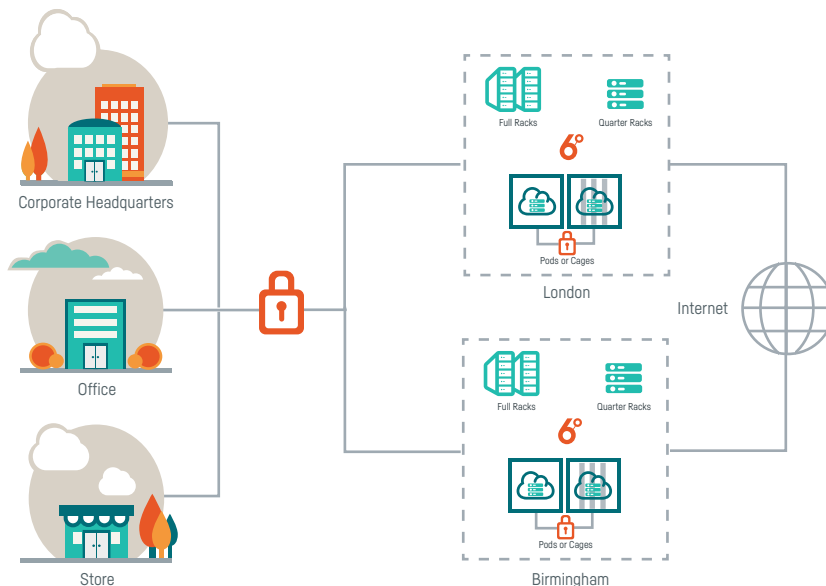 Corporate Headquarters
Office
Store
Full Racks
Quarter Racks
6°
Pods or Cages
London
Internet
Full Racks
Quarter Racks
6°
Pods or Cages
Birmingham